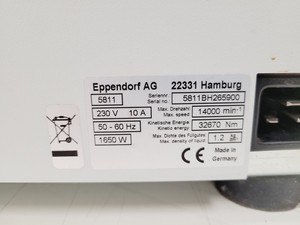 Eppendorf AG 22331 Hamburg
5811 Seriennr. Serial no.: 5811BH265900
230 V 10 A Max. Drehzahl Max. speed 14000 min⁻¹
50 - 60 Hz Kinetische Energie Kinetic energy 32670 Nm
1650 W Max. Dichte des Füllgutes Max. density of liquid 1.2
CE Made in
Germany